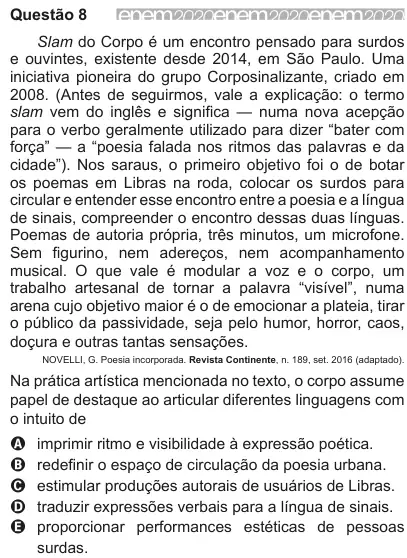 Questão 8 enem2020enem2020enem2020
Slam do Corpo é um encontro pensado para surdos
e ouvintes, existente desde 2014, em São Paulo. Uma
iniciativa pioneira do grupo Corposinalizante, criado em
2008. (Antes de seguirmos, vale a explicação: o termo
slam vem do inglês e significa — numa nova acepção
para o verbo geralmente utilizado para dizer “bater com
força” — a “poesia falada nos ritmos das palavras e da
cidade”). Nos saraus, o primeiro objetivo foi o de botar
os poemas em Libras na roda, colocar os surdos para
circular e entender esse encontro entre a poesia e a língua
de sinais, compreender o encontro dessas duas línguas.
Poemas de autoria própria, três minutos, um microfone.
Sem figurino, nem adereços, nem acompanhamento
musical. O que vale é modular a voz e o corpo, um
trabalho artesanal de tornar a palavra “visível”, numa
arena cujo objetivo maior é o de emocionar a plateia, tirar
o público da passividade, seja pelo humor, horror, caos,
doçura e outras tantas sensações.
NOVELLI, G. Poesia incorporada. Revista Continente, n. 189, set. 2016 (adaptado).
Na prática artística mencionada no texto, o corpo assume
papel de destaque ao articular diferentes linguagens com
o intuito de
A imprimir ritmo e visibilidade à expressão poética.
B redefinir o espaço de circulação da poesia urbana.
C estimular produções autorais de usuários de Libras.
D traduzir expressões verbais para a língua de sinais.
E proporcionar performances estéticas de pessoas
surdas.